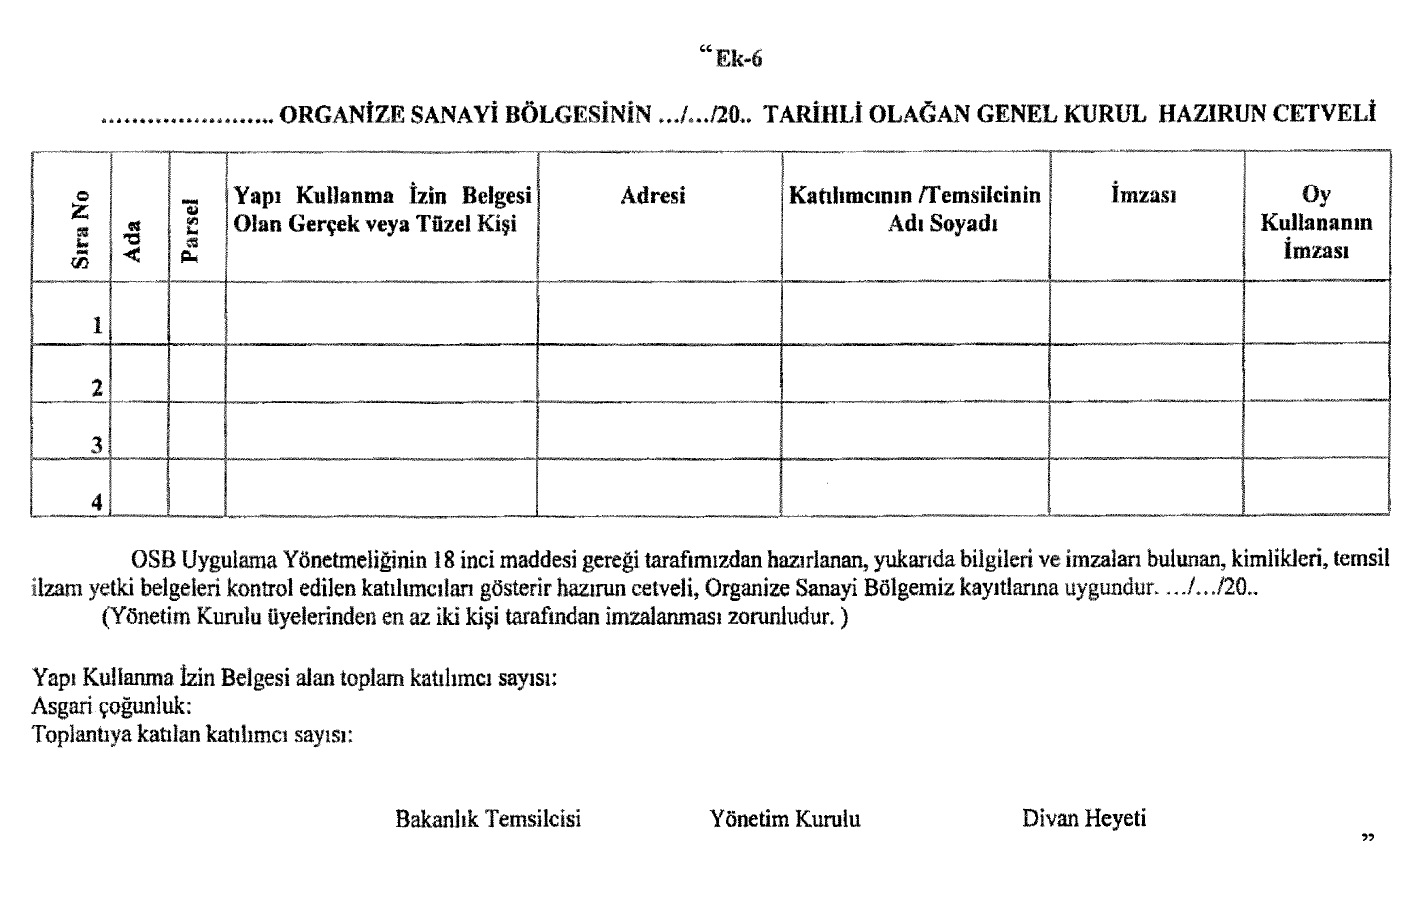 “Ek-6
....................... ORGANİZE SANAYİ BÖLGESİNİN .../.../20.. TARİHLİ OLAĞAN GENEL KURUL HAZIRUN CETVELİ
Sıra No
Ada
Parsel
Yapı Kullanma İzin Belgesi
Olan Gerçek veya Tüzel Kişi
Adresi
Katılımcının /Temsilcinin
Adı Soyadı
İmzası
Oy
Kullananın
İmzası
1
2
3
4
OSB Uygulama Yönetmeliğinin 18 inci maddesi gereği tarafımızdan hazırlanan, yukarıda bilgileri ve imzaları bulunan, kimlikleri, temsil
ilzam yetki belgeleri kontrol edilen katılımcıları gösterir hazırun cetveli, Organize Sanayi Bölgemiz kayıtlarına uygundur. .../.../20..
(Yönetim Kurulu üyelerinden en az iki kişi tarafından imzalanması zorunludur. )
Yapı Kullanma İzin Belgesi alan toplam katılımcı sayısı:
Asgari çoğunluk:
Toplantıya katılan katılımcı sayısı:
Bakanlık Temsilcisi Yönetim Kurulu Divan Heyeti
”